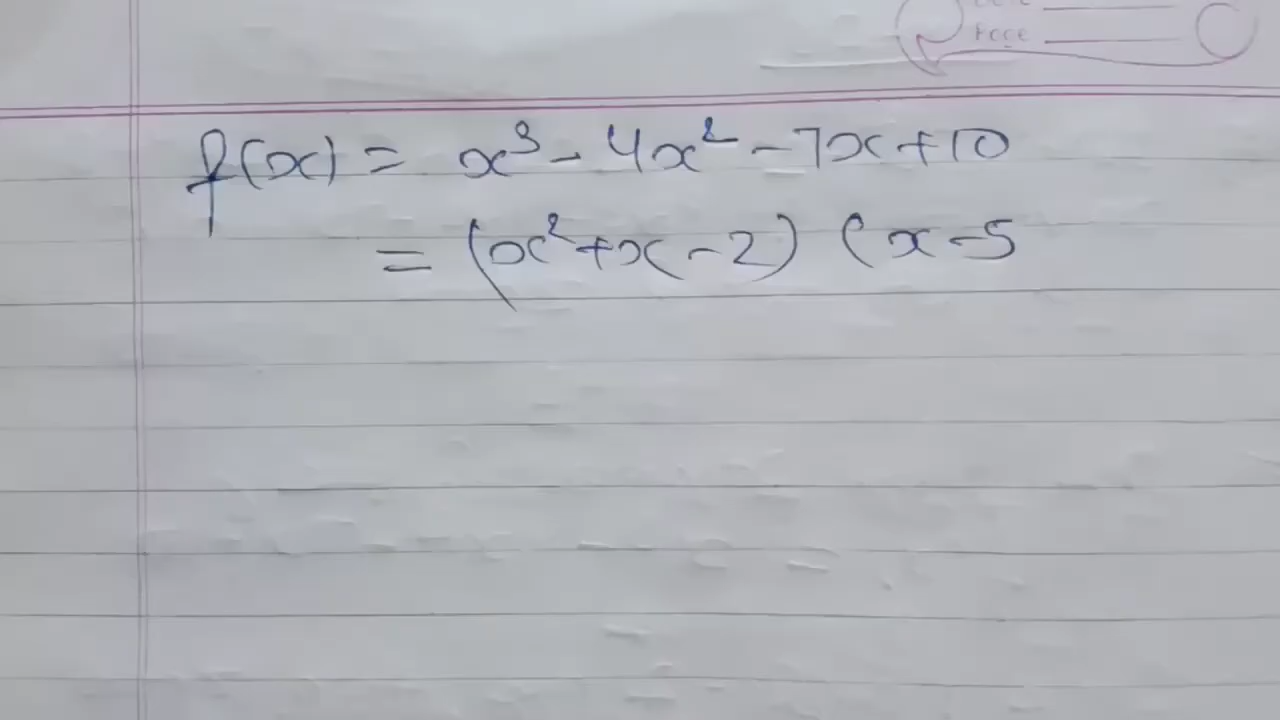 f(x) = x³ - 4x² - 7x + 10
= (x² + x - 2) (x - 5